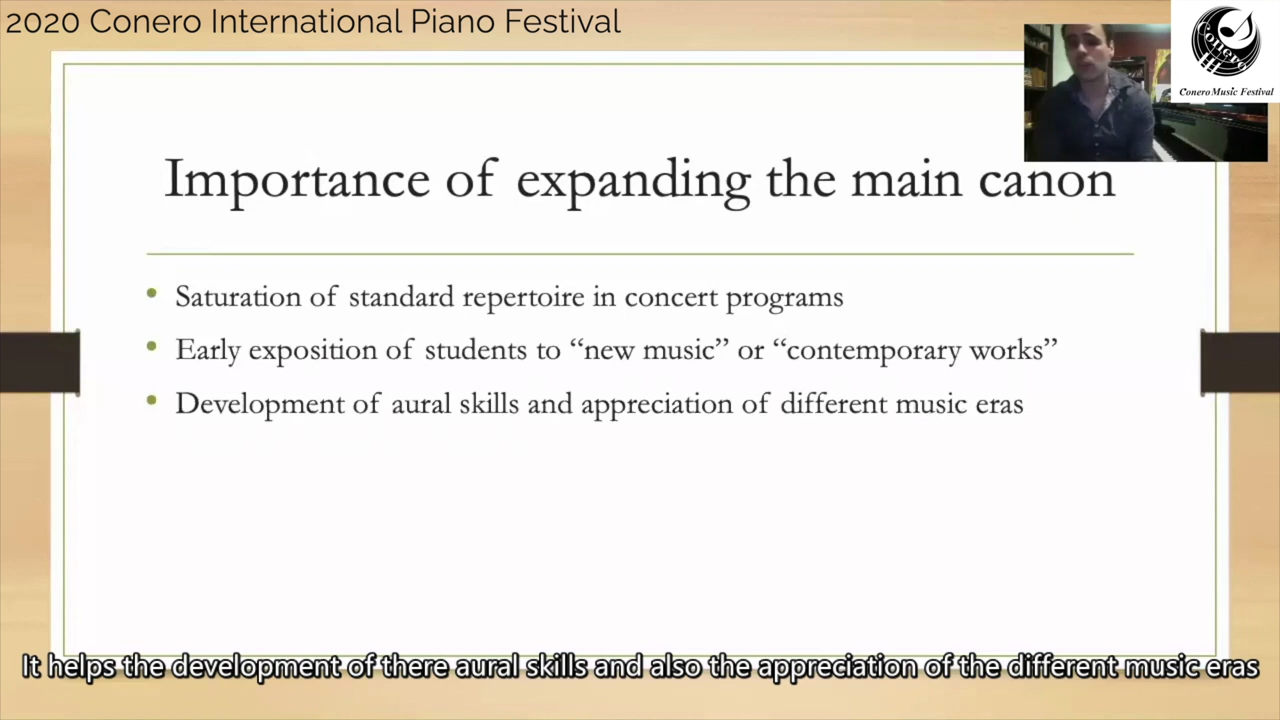 2020 Conero International Piano Festival
Conero
Conero Music Festival
Importance of expanding the main canon
• Saturation of standard repertoire in concert programs
• Early exposition of students to “new music” or “contemporary works”
• Development of aural skills and appreciation of different music eras
It helps the development of there aural skills and also the appreciation of the different music eras